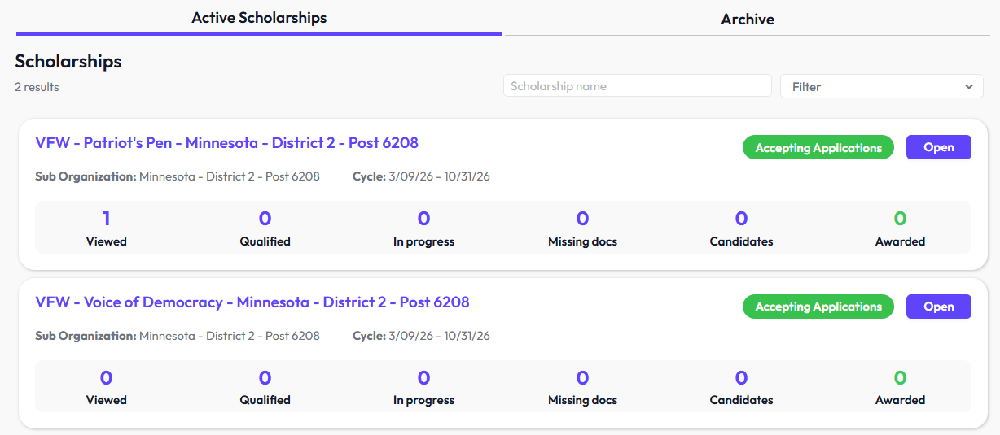 Active Scholarships Archive
Scholarships
2 results
Scholarship name Filter
VFW - Patriot's Pen - Minnesota - District 2 - Post 6208 Accepting Applications Open
Sub Organization: Minnesota - District 2 - Post 6208 Cycle: 3/09/26 - 10/31/26
1 0 0 0 0 0
Viewed Qualified In progress Missing docs Candidates Awarded
VFW - Voice of Democracy - Minnesota - District 2 - Post 6208 Accepting Applications Open
Sub Organization: Minnesota - District 2 - Post 6208 Cycle: 3/09/26 - 10/31/26
0 0 0 0 0 0
Viewed Qualified In progress Missing docs Candidates Awarded